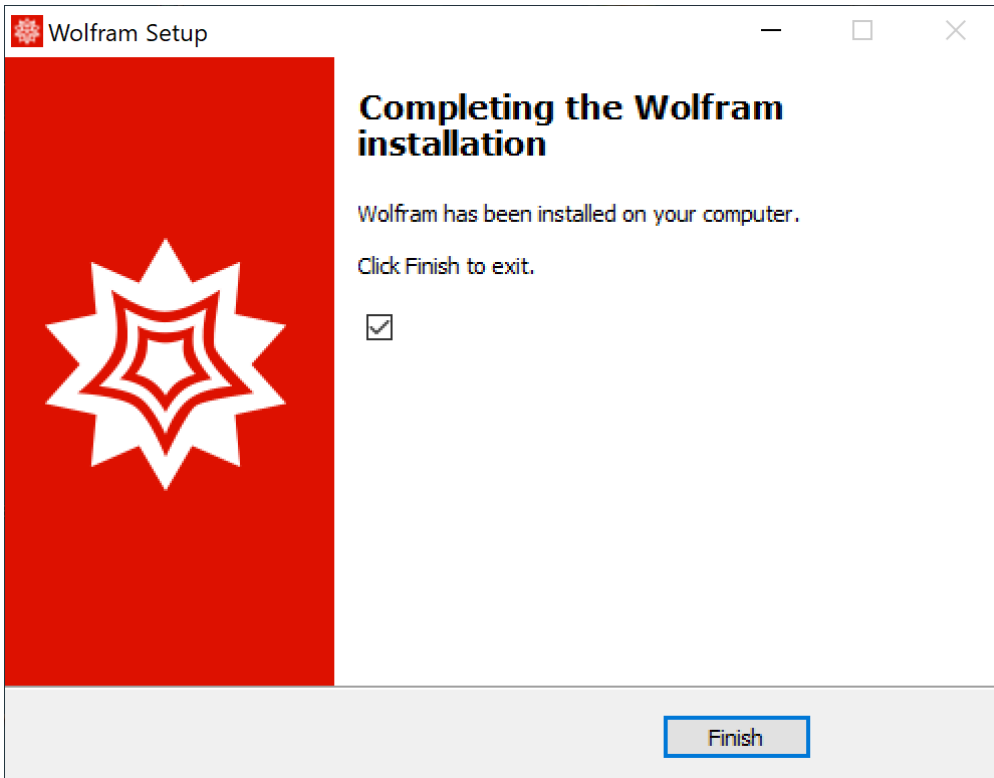 Wolfram Setup
Completing the Wolfram
installation
Wolfram has been installed on your computer.
Click Finish to exit.
Finish